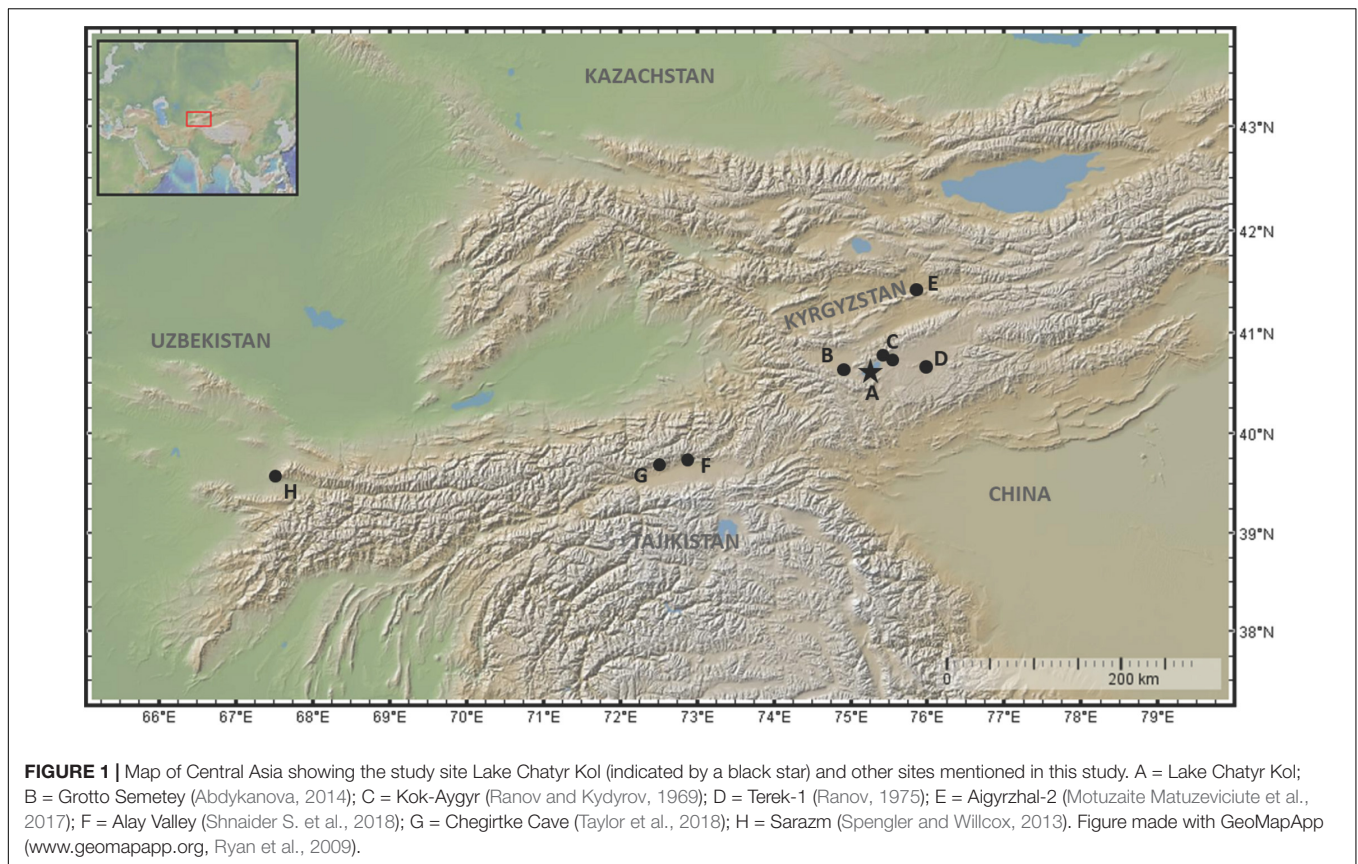 KAZACHSTAN
43°N
42°N
KYRGYZSTAN
E
UZBEKISTAN
41°N
B
C
D
A
40°N
G
F
H
CHINA
39°N
TAJIKISTAN
38°N
0
200 km
66°E 67°E 68°E 69°E 70°E 71°E 72°E 73°E 74°E 75°E 76°E 77°E 78°E 79°E
FIGURE 1 | Map of Central Asia showing the study site Lake Chatyr Kol (indicated by a black star) and other sites mentioned in this study. A = Lake Chatyr Kol;
B = Grotto Semetey (Abdykanova, 2014); C = Kok-Aygyr (Ranov and Kydyrov, 1969); D = Terek-1 (Ranov, 1975); E = Aigyrzhal-2 (Motuzaite Matuzeviciute et al.,
2017); F = Alay Valley (Shnaider S. et al., 2018); G = Chegirtke Cave (Taylor et al., 2018); H = Sarazm (Spengler and Willcox, 2013). Figure made with GeoMapApp
(www.geomapapp.org, Ryan et al., 2009).